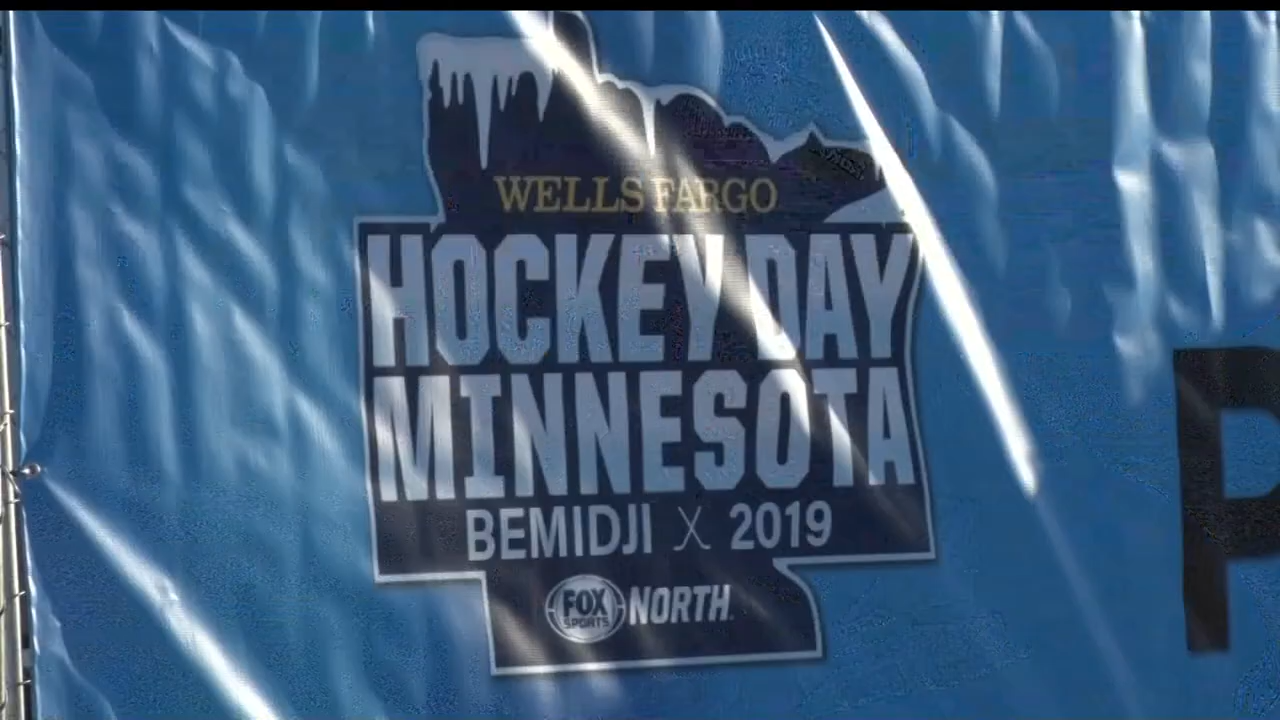 WELLS FARGO
HOCKEY DAY
MINNESOTA
BEMIDJI X 2019
FOX SPORTS NORTH
P